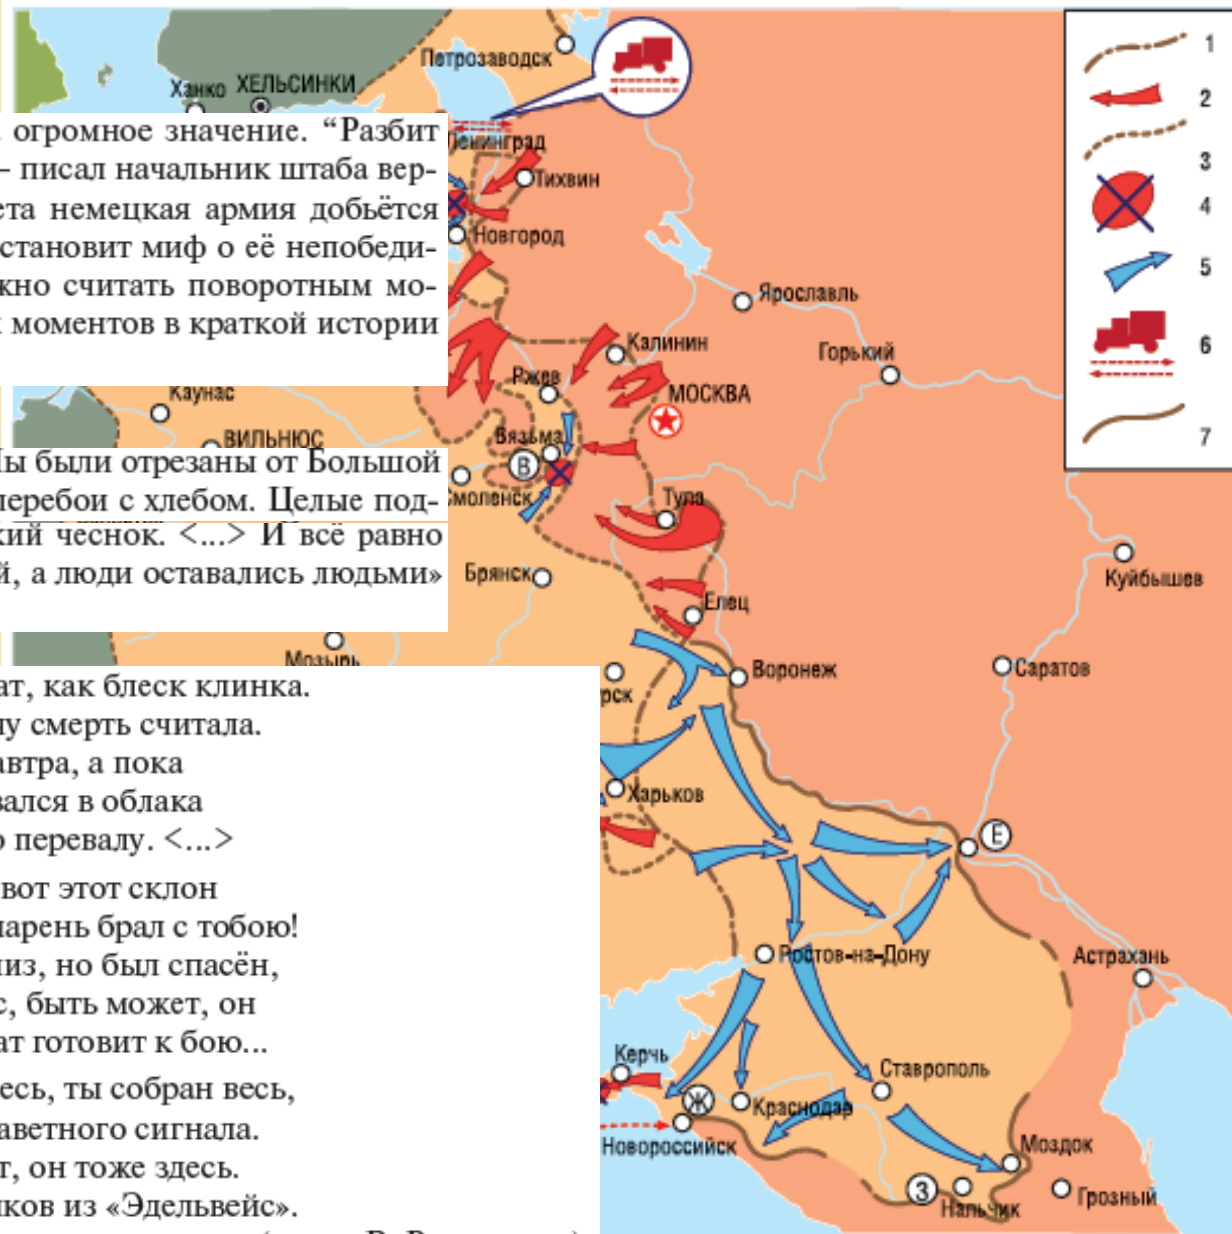 Петрозаводск
Ханко ХЕЛЬСИНКИ
огромное значение. “Разбит
– писал начальник штаба вер-
ета немецкая армия добьётся
становит миф о её непобеди-
жно считать поворотным мо-
х моментов в краткой истории
Ленинград
Тихвин
Новгород
Ярославль
Калинин
Горький
Ржев
МОСКВА
Каунас
ВИЛЬНЮС
Вязьма
В
Смоленск
Тула
ы были отрезаны от Большой
перебои с хлебом. Целые под-
кий чеснок. <...> И всё равно
й, а люди оставались людьми»
Брянск
Куйбышев
Елец
Мозырь
Воронеж
Саратов
рск
ат, как блеск клинка.
ну смерть считала.
автра, а пока
вался в облака
о перевалу. <...>
вот этот склон
парень брал с тобою!
низ, но был спасён,
с, быть может, он
ат готовит к бою...
есь, ты собран весь,
аветного сигнала.
т, он тоже здесь.
лков из «Эдельвейс».
Харьков
Е
Ростов-на-Дону
Астрахань
Керчь
Ставрополь
Ж
Краснодар
Новороссийск
Моздок
З
Нальчик
Грозный
1
2
3
4
5
6
7